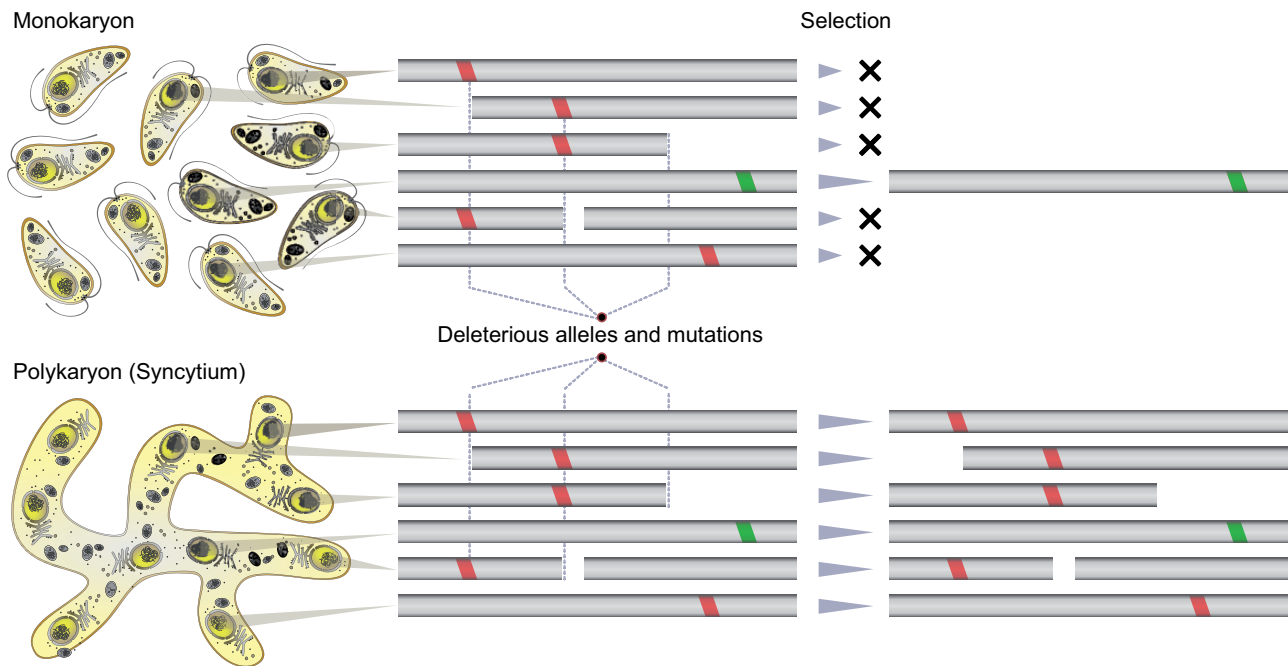 Monokaryon
Selection
Deleterious alleles and mutations
Polykaryon (Syncytium)